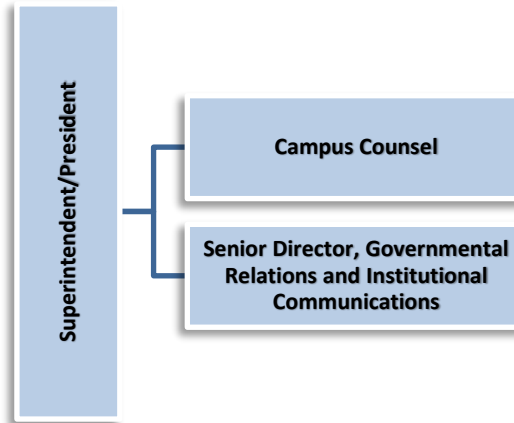 Superintendent/President
Campus Counsel
Senior Director, Governmental
Relations and Institutional
Communications